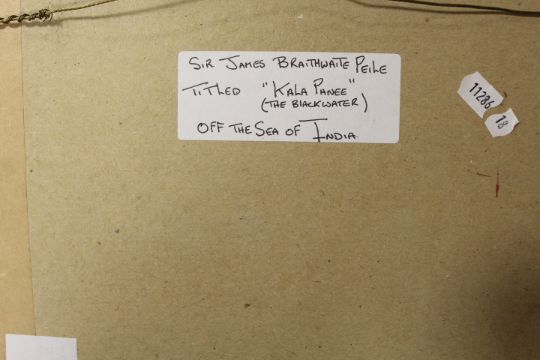 Sir James Braithwaite Peile
Titled "Kala Panee"
(The Blackwater)
Off the Sea of India
11286
18